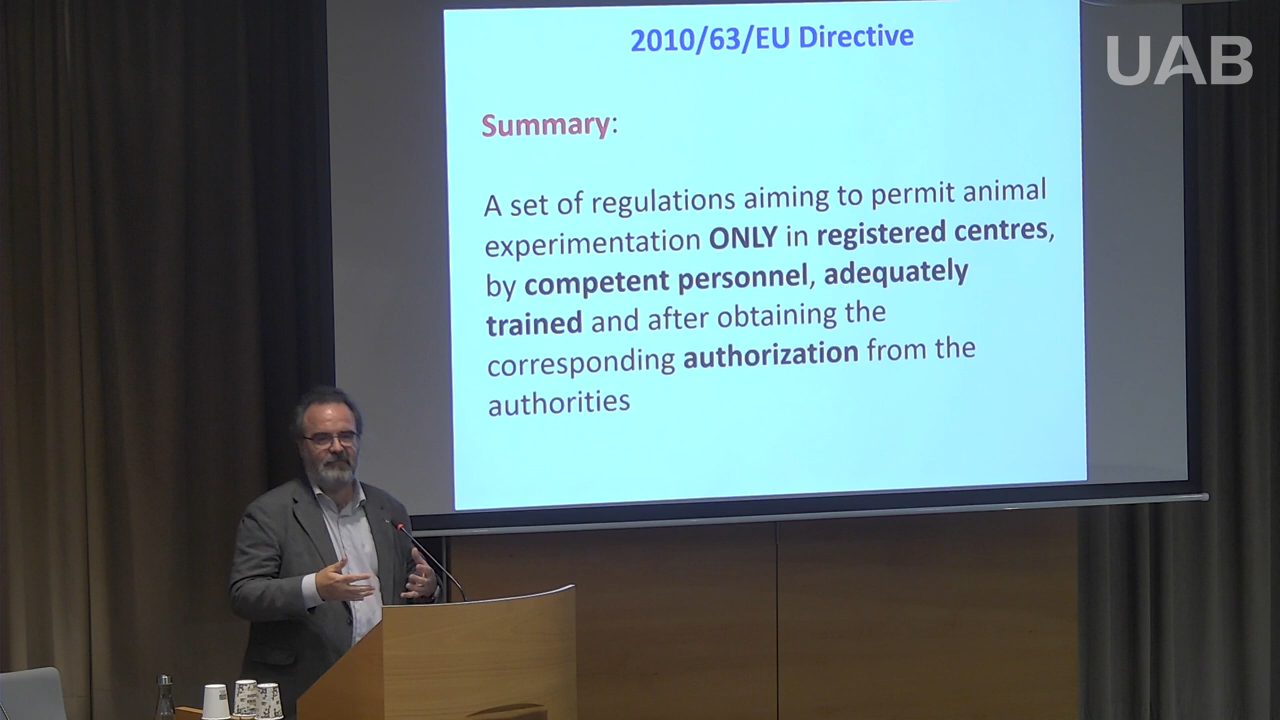 2010/63/EU Directive
UAB
Summary:
A set of regulations aiming to permit animal
experimentation ONLY in registered centres,
by competent personnel, adequately
trained and after obtaining the
corresponding authorization from the
authorities